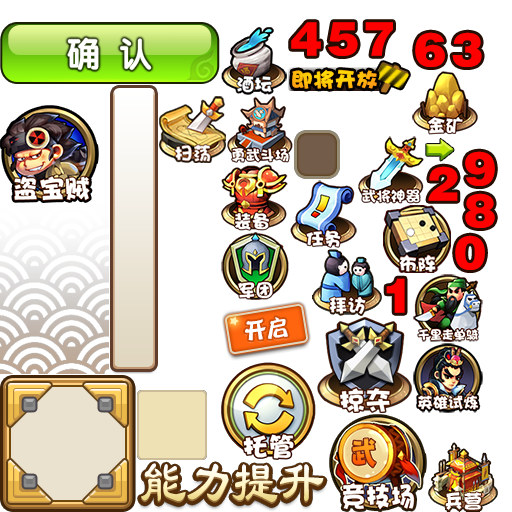 确 认
酒坛
457
63
即将开放
金矿
盗宝贼
扫荡
勇武斗场
武将神器
2
9
8
0
装备
任务
布阵
军团
拜访
1
千里走单骑
开启
掠夺
英雄试炼
托管
武
竞技场
兵营
能力提升